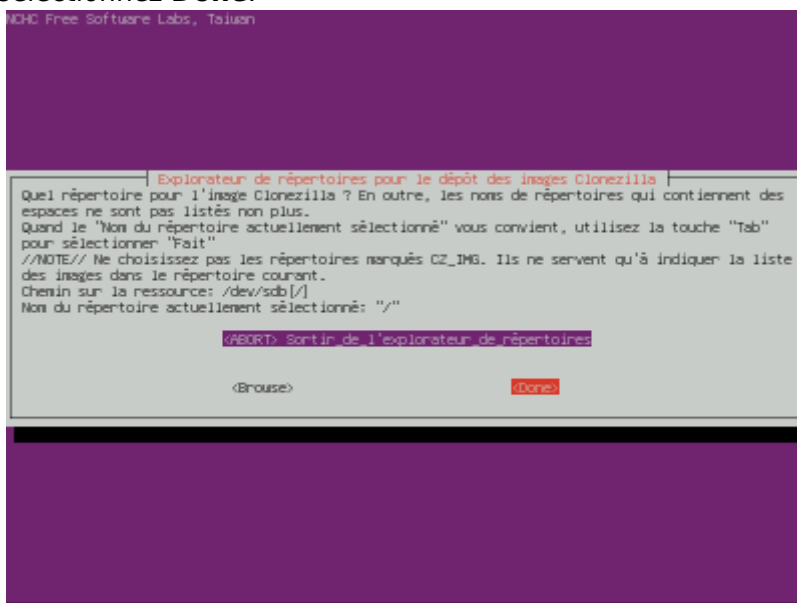 sélectionnez Done.
NCHC Free Software Labs, Taiwan
Explorateur de répertoires pour le dépôt des images Clonezilla
Quel répertoire pour l'image Clonezilla ? En outre, les noms de répertoires qui contiennent des
espaces ne sont pas listés non plus.
Quand le "Nom du répertoire actuellement sélectionné" vous convient, utilisez la touche "Tab"
pour sélectionner "Fait"
//NOTE// Ne choisissez pas les répertoires marqués CZ_IMG. Ils ne servent qu'à indiquer la liste
des images dans le répertoire courant.
Chemin sur la ressource: /dev/sdb[/]
Nom du répertoire actuellement sélectionné: "/"
<ABORT> Sortir_de_l'explorateur_de_répertoires
<Browse> <Done>